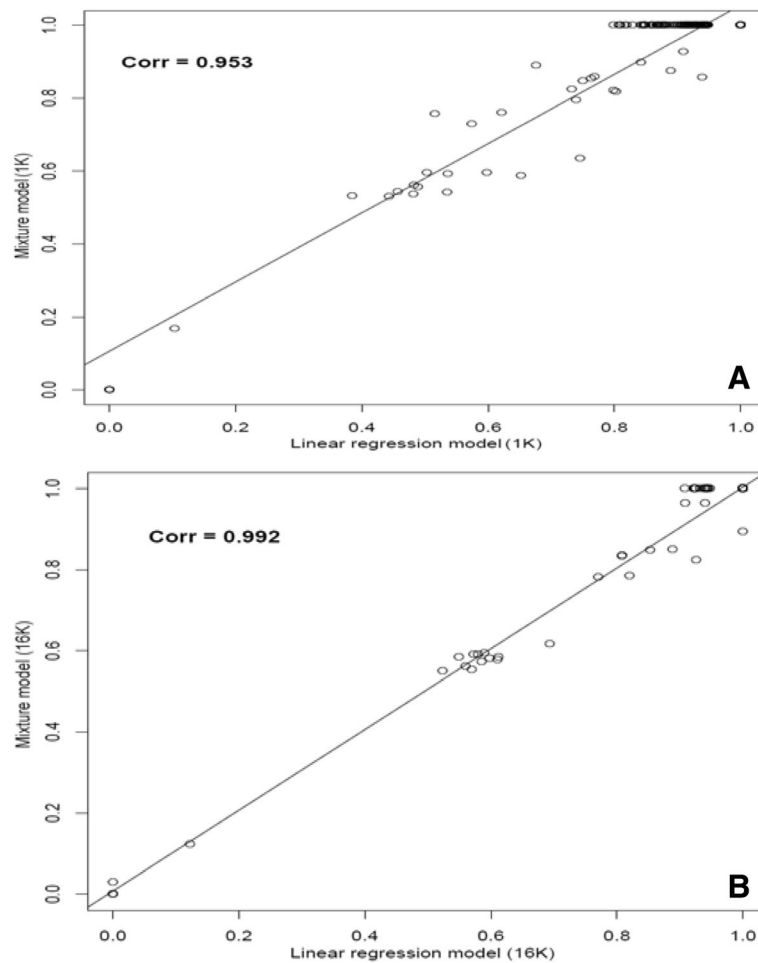 1.0
0.8
0.6
0.4
0.2
0.0
Mixture model (1K)
Corr = 0.953
A
0.0 0.2 0.4 0.6 0.8 1.0
Linear regression model (1K)
1.0
0.8
0.6
0.4
0.2
0.0
Mixture model (16K)
Corr = 0.992
B
0.0 0.2 0.4 0.6 0.8 1.0
Linear regression model (16K)